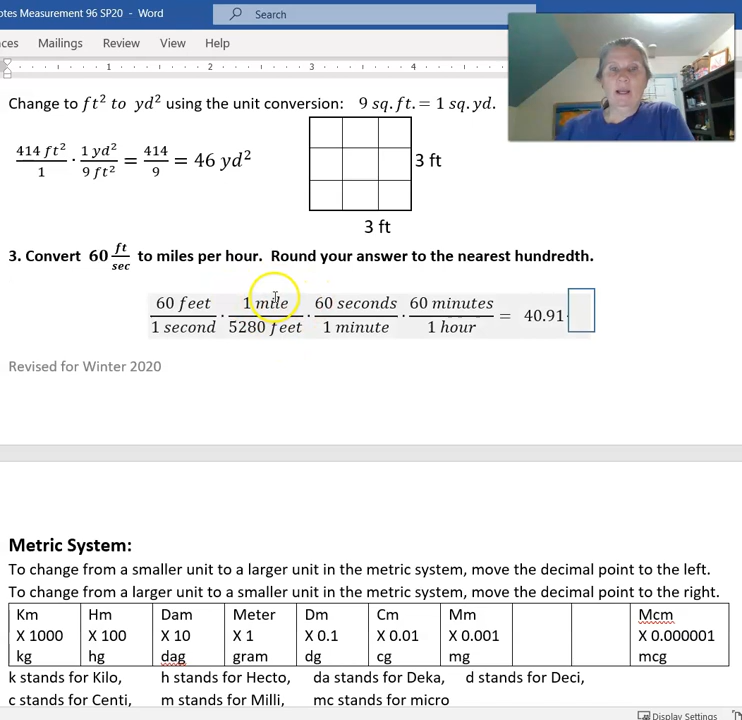 otes Measurement 96 SP20 - Word
Search
ces Mailings Review View Help
1 2 3 4
Change to ft² to yd² using the unit conversion: 9 sq. ft. = 1 sq. yd.
414 ft²/1 · 1 yd²/9 ft² = 414/9 = 46 yd²
3 ft
3 ft
3. Convert 60 ft/sec to miles per hour. Round your answer to the nearest hundredth.
60 feet/1 second · 1 mile/5280 feet · 60 seconds/1 minute · 60 minutes/1 hour = 40.91
Revised for Winter 2020
Metric System:
To change from a smaller unit to a larger unit in the metric system, move the decimal point to the left.
To change from a larger unit to a smaller unit in the metric system, move the decimal point to the right.
Km Hm Dam Meter Dm Cm Mm Mcm
X 1000 X 100 X 10 X 1 X 0.1 X 0.01 X 0.001 X 0.000001
kg hg dag gram dg cg mg mcg
k stands for Kilo, h stands for Hecto, da stands for Deka, d stands for Deci,
c stands for Centi, m stands for Milli, mc stands for micro
Display Settings